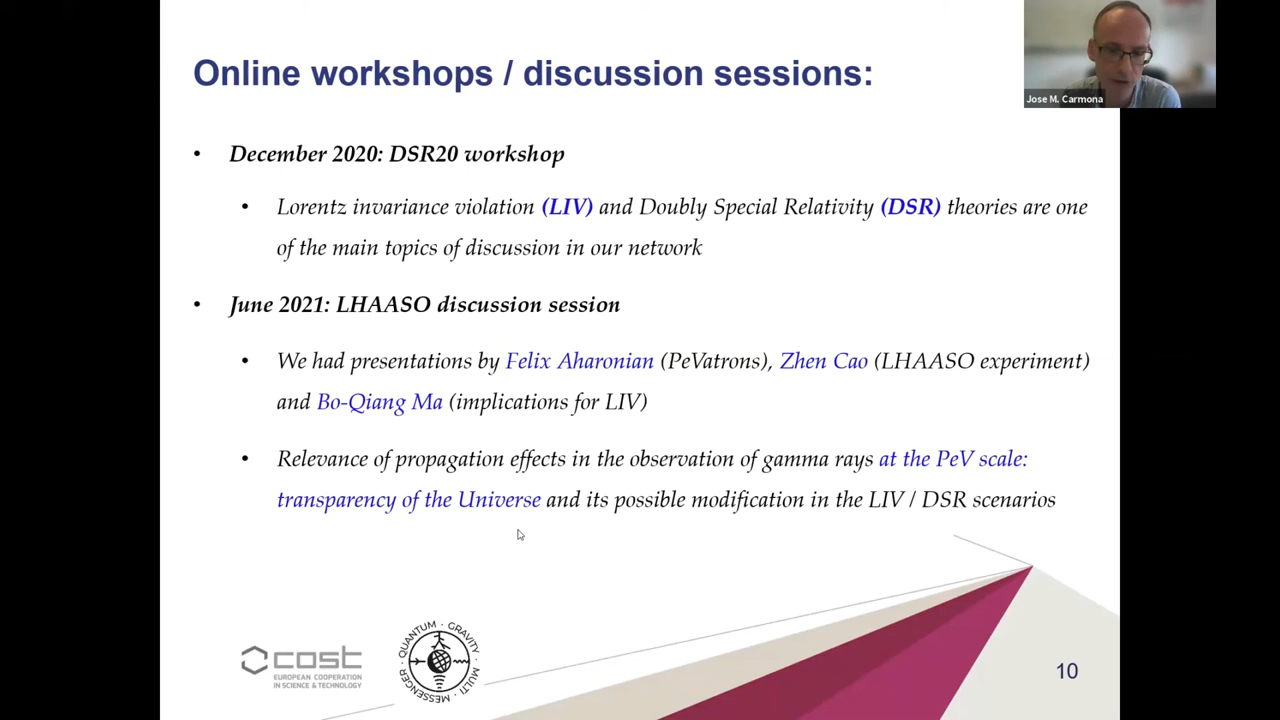 Online workshops / discussion sessions:
Jose M. Carmona
• December 2020: DSR20 workshop
• Lorentz invariance violation (LIV) and Doubly Special Relativity (DSR) theories are one
of the main topics of discussion in our network
• June 2021: LHAASO discussion session
• We had presentations by Felix Aharonian (PeVatrons), Zhen Cao (LHAASO experiment)
and Bo-Qiang Ma (implications for LIV)
• Relevance of propagation effects in the observation of gamma rays at the PeV scale:
transparency of the Universe and its possible modification in the LIV / DSR scenarios
cost
EUROPEAN COOPERATION
IN SCIENCE & TECHNOLOGY
QUANTUM • GRAVITY • MULTI • MESSENGER •
10